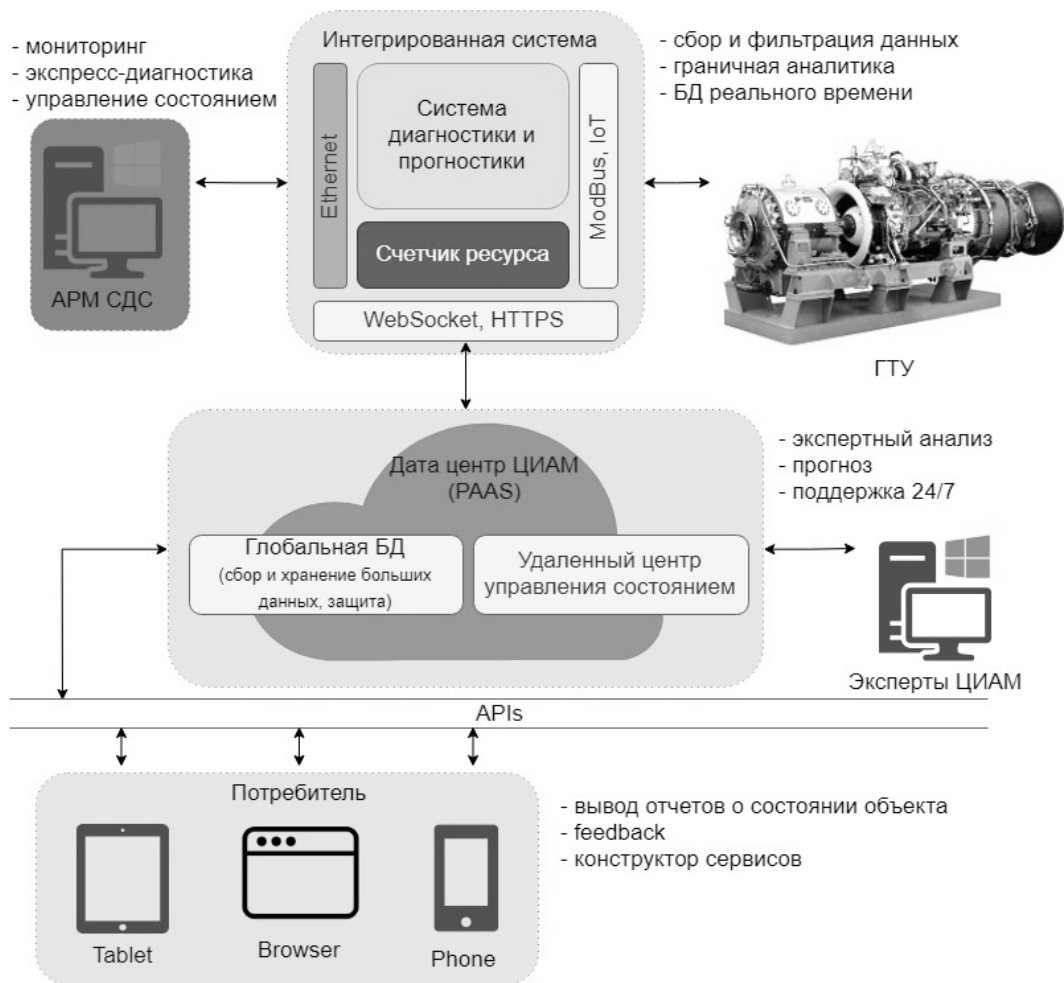 - мониторинг
- экспресс-диагностика
- управление состоянием
АРМ СДС
Интегрированная система
Ethernet
Система
диагностики и
прогностики
Счетчик ресурса
ModBus, IoT
WebSocket, HTTPS
- сбор и фильтрация данных
- граничная аналитика
- БД реального времени
ГТУ
Дата центр ЦИАМ
(PAAS)
Глобальная БД
(сбор и хранение больших
данных, защита)
Удаленный центр
управления состоянием
- экспертный анализ
- прогноз
- поддержка 24/7
Эксперты ЦИАМ
APIs
Потребитель
Tablet
Browser
Phone
- вывод отчетов о состоянии объекта
- feedback
- конструктор сервисов